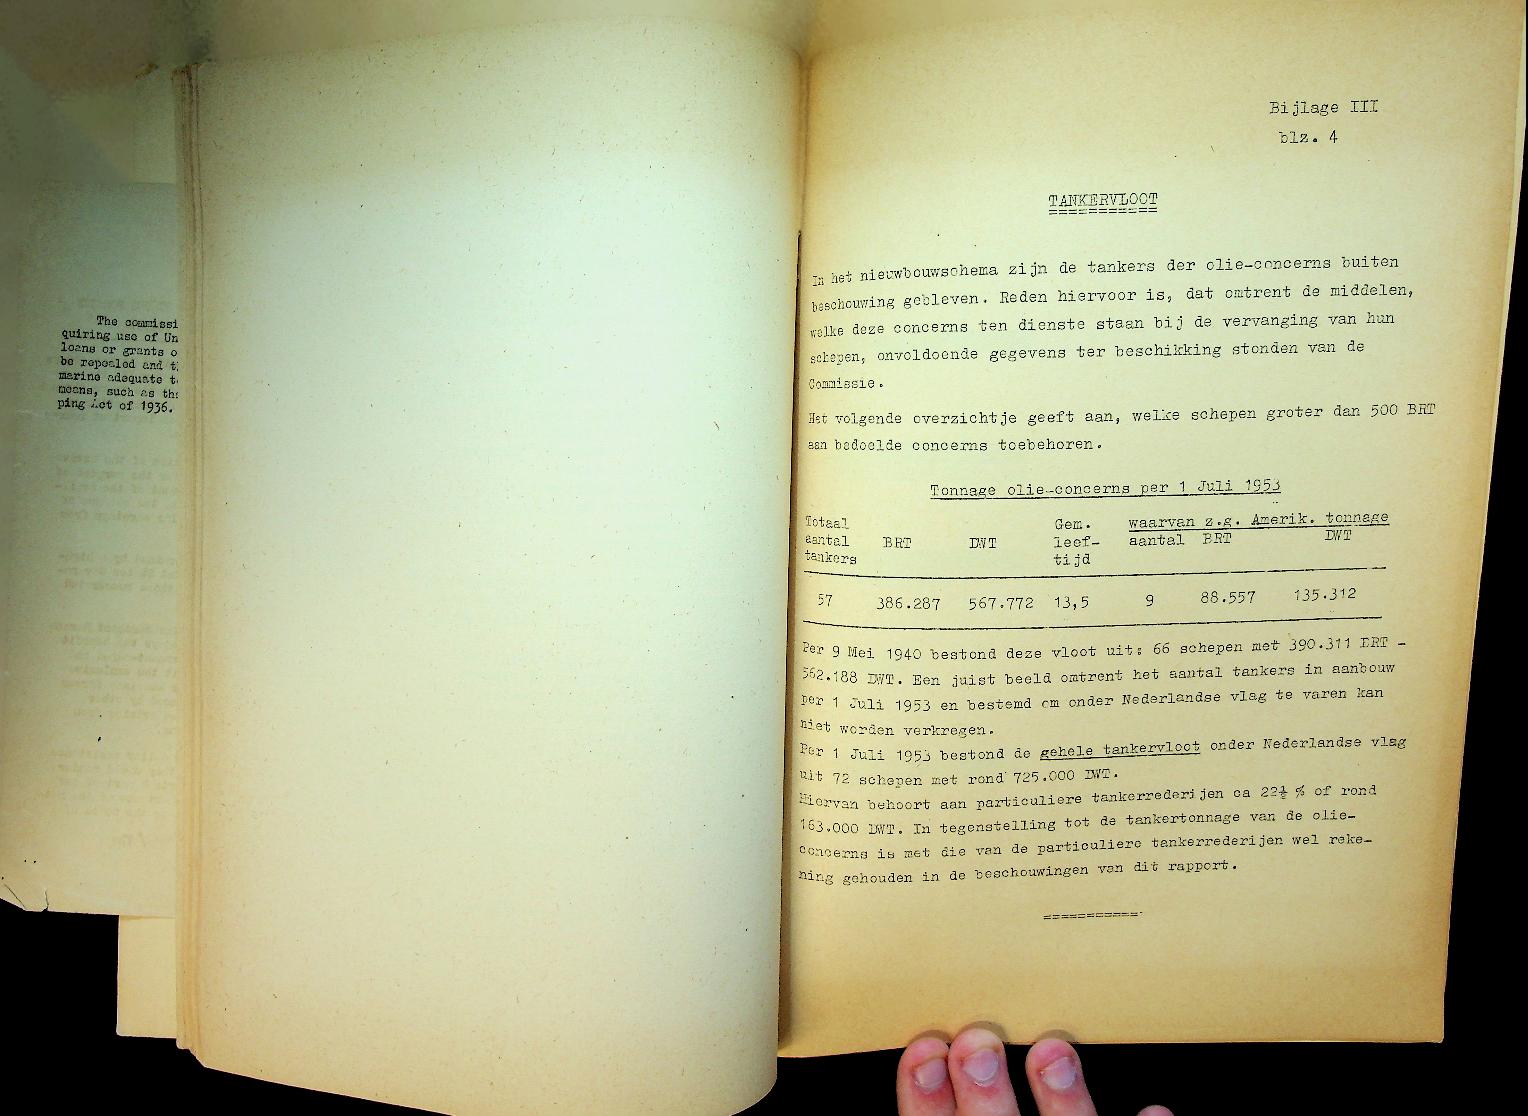 The commissi
quiring use of Un
loans or grants o
be repealed and t
marine adequate t
means, such as th
ping Act of 1936.
Bijlage III
blz. 4
TANKERVLOOT
===========
In het nieuwbouwschema zijn de tankers der olie-concerns buiten
beschouwing gebleven. Reden hiervoor is, dat omtrent de middelen,
welke deze concerns ten dienste staan bij de vervanging van hun
schepen, onvoldoende gegevens ter beschikking stonden van de
Commissie.
Het volgende overzichtje geeft aan, welke schepen groter dan 500 BRT
aan bedoelde concerns toebehoren.
Tonnage olie-concerns per 1 Juli 1953
Totaal aantal tankers BRT DWT Gem. leef- tijd waarvan z.g. Amerik. tonnage
aantal BRT DWT
57 386.287 567.772 13,5 9 88.557 135.312
Per 9 Mei 1940 bestond deze vloot uit: 66 schepen met 390.311 BRT -
562.188 DWT. Een juist beeld omtrent het aantal tankers in aanbouw
per 1 Juli 1953 en bestemd om onder Nederlandse vlag te varen kan
niet worden verkregen.
Per 1 Juli 1953 bestond de gehele tankervloot onder Nederlandse vlag
uit 72 schepen met rond 725.000 DWT.
Hiervan behoort aan particuliere tankerrederijen ca 22½ % of rond
163.000 DWT. In tegenstelling tot de tankertonnage van de olie-
concerns is met die van de particuliere tankerrederijen wel reke-
ning gehouden in de beschouwingen van dit rapport.
===========